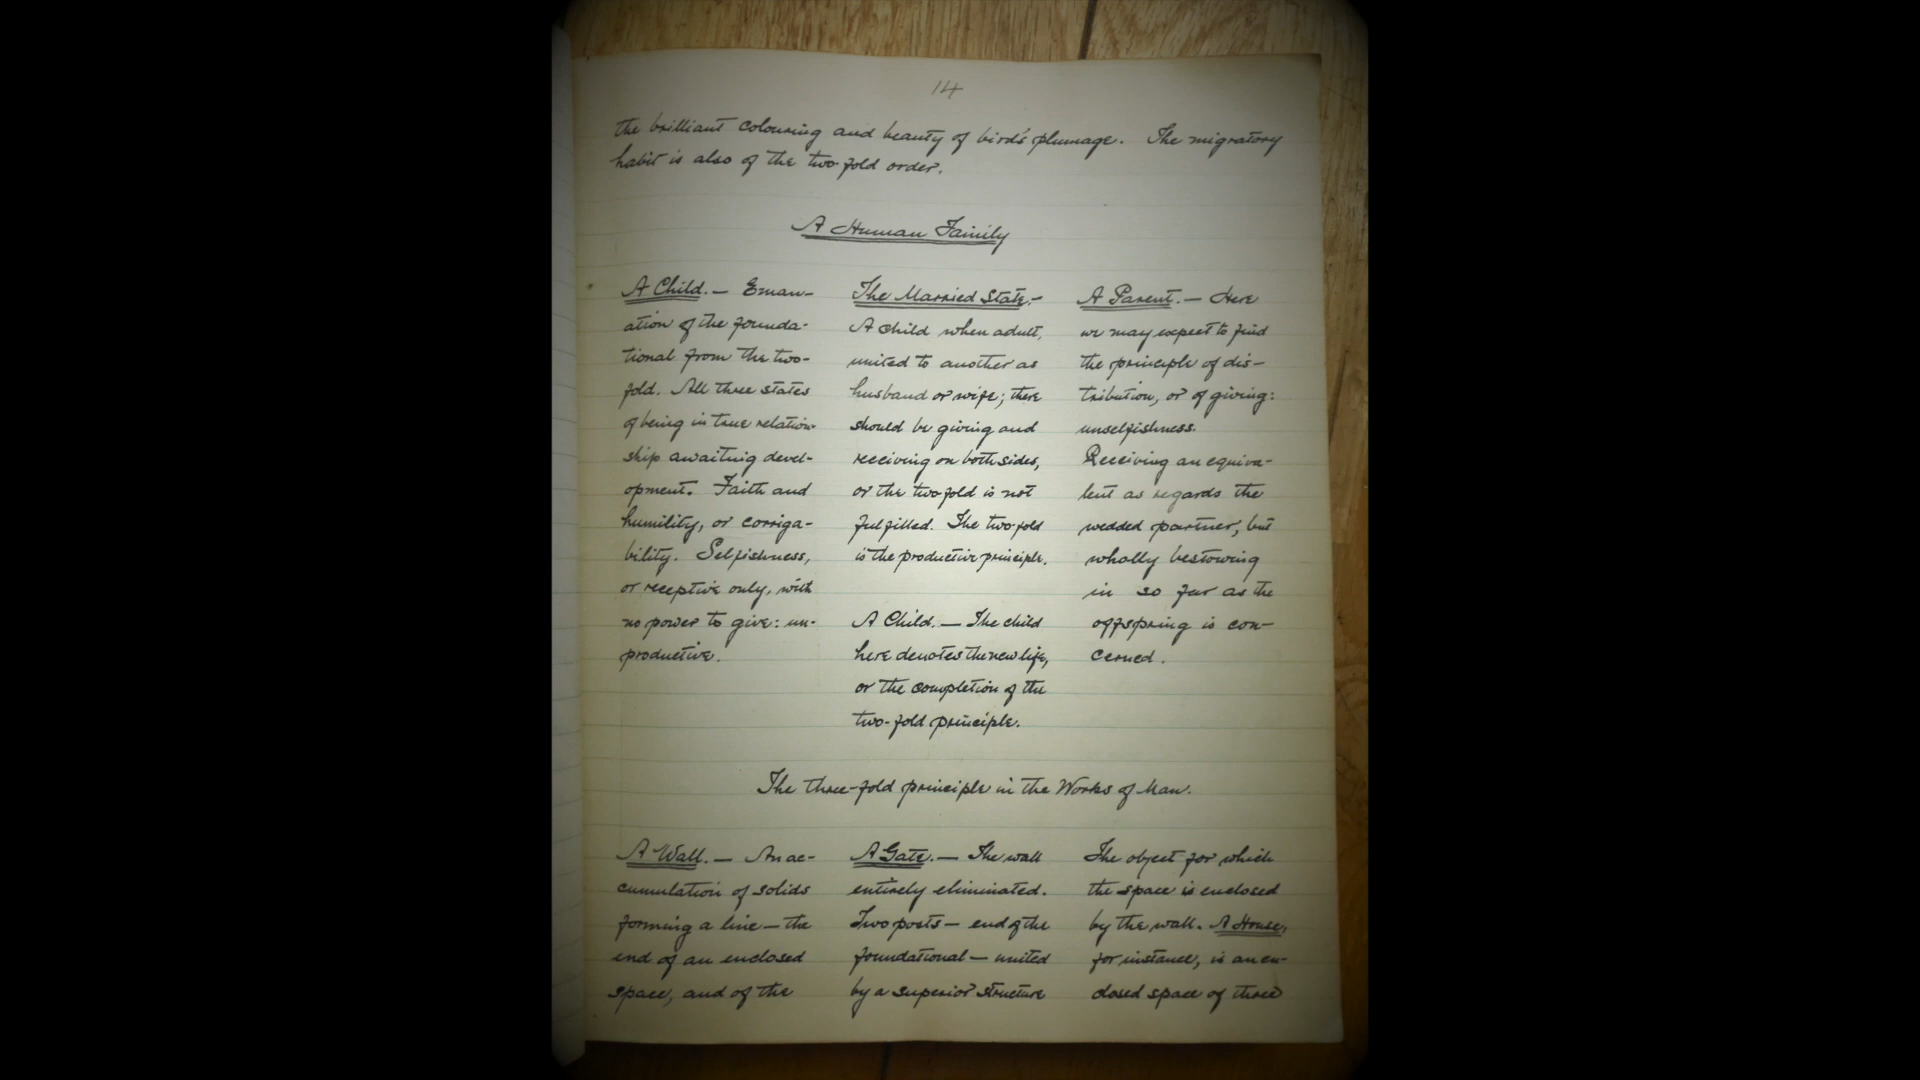 14
the brilliant colouring and beauty of bird's plumage. The migratory
habit is also of the two-fold order.
A Human Family
A Child. — Eman-
ation of the founda-
tional from the two-
fold. All three states
of being in true relation-
ship awaiting devel-
opment. Faith and
humility, or corriga-
bility. Selfishness,
or receptive only, with
no power to give: un-
productive.
The Married State. —
A child when adult,
united to another as
husband or wife; there
should be giving and
receiving on both sides,
or the two-fold is not
fulfilled. The two-fold
is the productive principle.
A Child. — The child
here denotes the new life,
or the completion of the
two-fold principle.
A Parent. — Here
we may expect to find
the principle of dis-
tribution, or of giving:
unselfishness.
Receiving an equiva-
lent as regards the
wedded partner, but
wholly bestowing
in so far as the
offspring is con-
cerned.
The three-fold principle in the Works of Man.
A Wall. — An ac-
cumulation of solids
forming a line — the
end of an enclosed
space, and of the
A Gate. — The wall
entirely eliminated.
Two posts — end of the
foundational — united
by a superior structure
The object for which
the space is enclosed
by the wall. A House,
for instance, is an en-
closed space of three